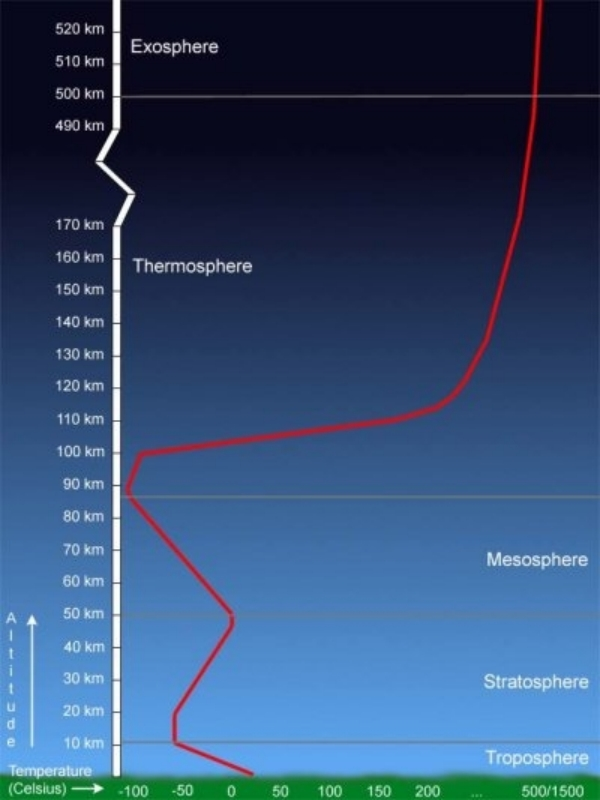 520 km
Exosphere
510 km
500 km
490 km
170 km
160 km
Thermosphere
150 km
140 km
130 km
120 km
110 km
100 km
90 km
80 km
70 km
Mesosphere
60 km
50 km
40 km
30 km
Stratosphere
20 km
10 km
Altitude
Troposphere
Temperature
(Celsius)
-100 -50 0 50 100 150 200 ... 500/1500